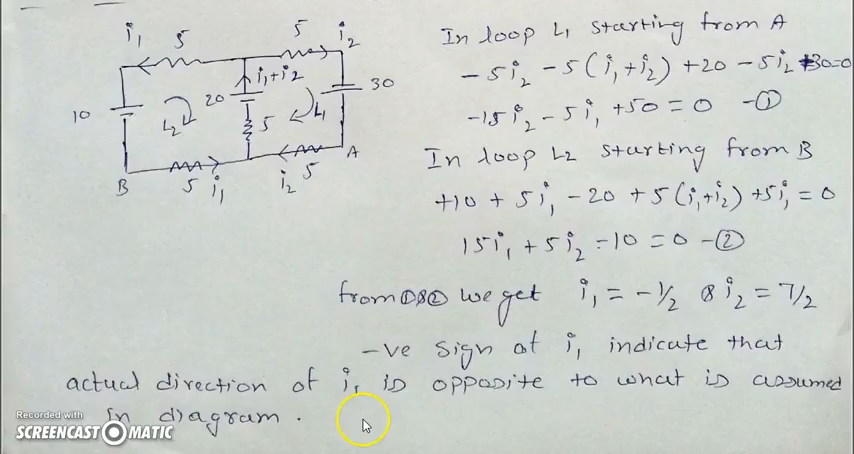 i₁ 5 5 i₂
In loop L₁ starting from A
-5i₂ -5(i₁+i₂) +20 -5i₂ +30=0
i₁+i₂
10 20 30
L₂ 5 L₁
-15i₂ -5i₁ +50 = 0 -①
In loop L₂ starting from B
B 5 i₁ i₂ 5 A
+10 + 5i₁ -20 + 5(i₁+i₂) +5i₁ = 0
15i₁ + 5i₂ -10 = 0 -②
from ①&② we get i₁ = -1/2 & i₂ = 7/2
-ve sign of i₁ indicate that
actual direction of i₁ is opposite to what is assumed
in diagram.
Recorded with
SCREENCAST-O-MATIC